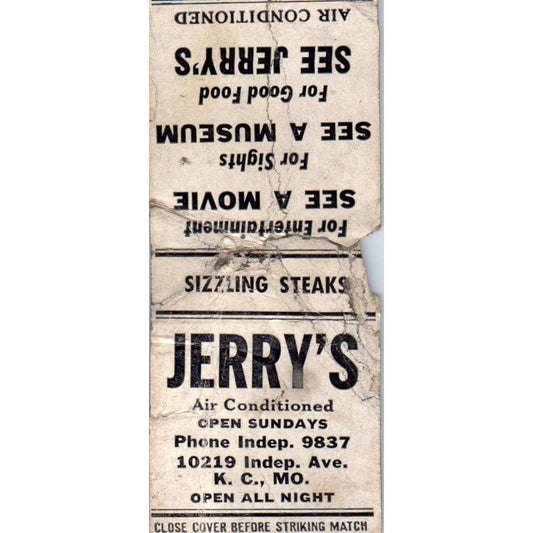 For Entertainment
SEE A MOVIE
For Sights
SEE A MUSEUM
For Good Food
SEE JERRY'S
AIR CONDITIONED
SIZZLING STEAKS
JERRY'S
Air Conditioned
OPEN SUNDAYS
Phone Indep. 9837
10219 Indep. Ave.
K. C., MO.
OPEN ALL NIGHT
CLOSE COVER BEFORE STRIKING MATCH